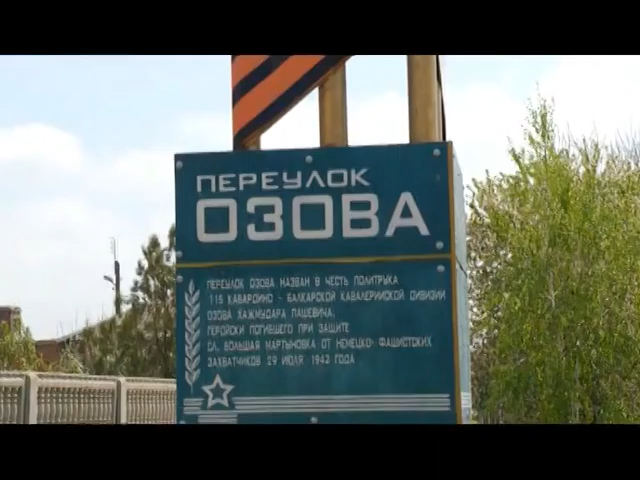 ПЕРЕУЛОК
ОЗОВА
ПЕРЕУЛОК ОЗОВА НАЗВАН В ЧЕСТЬ ПОЛИТРУКА
115 КАБАРДИНО - БАЛКАРСКОЙ КАВАЛЕРИЙСКОЙ ДИВИЗИИ
ОЗОВА ХАЖМУДАРА ПАШЕВИЧА,
ГЕРОЙСКИ ПОГИБШЕГО ПРИ ЗАЩИТЕ
СЛ. БОЛЬШАЯ МАРТЫНОВКА ОТ НЕМЕЦКО- ФАШИСТСКИХ
ЗАХВАТЧИКОВ 29 ИЮЛЯ 1942 ГОДА